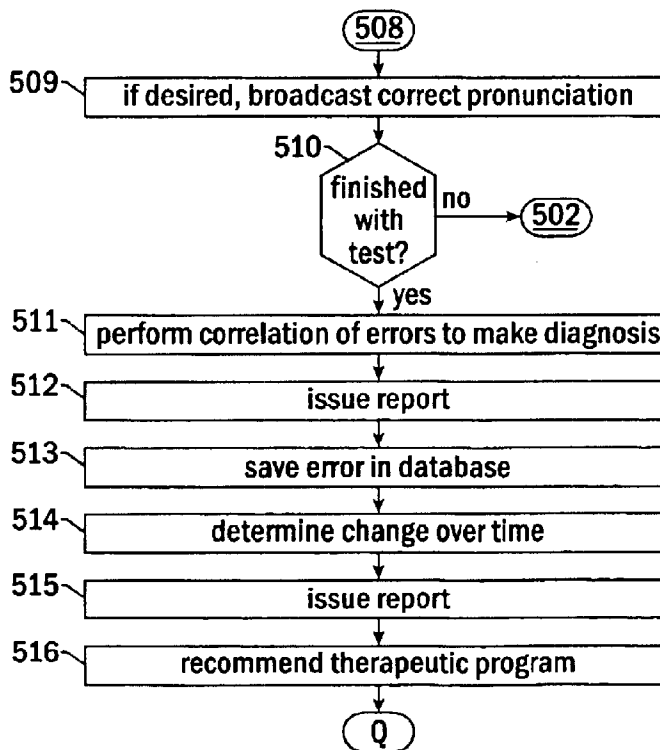 508
509
if desired, broadcast correct pronunciation
510
finished
with
test?
no
502
yes
511
perform correlation of errors to make diagnosis
512
issue report
513
save error in database
514
determine change over time
515
issue report
516
recommend therapeutic program
Q